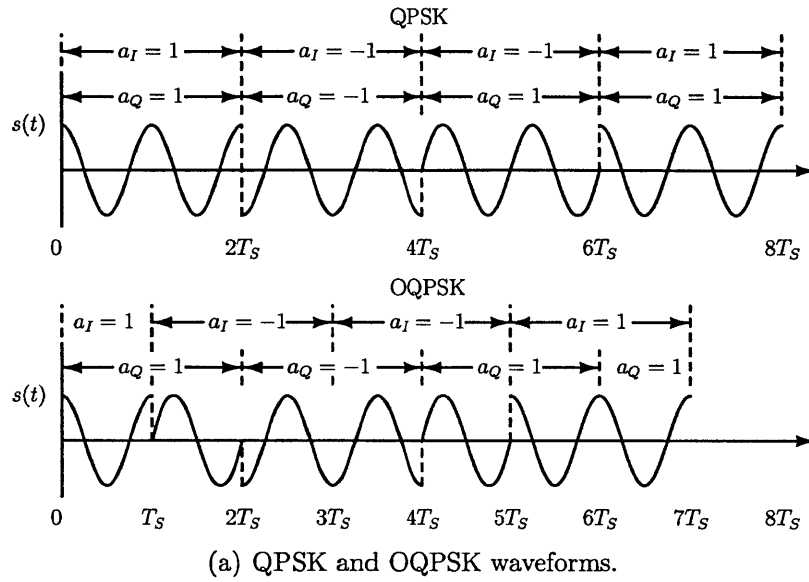 QPSK
a_I = 1 a_I = −1 a_I = −1 a_I = 1
a_Q = 1 a_Q = −1 a_Q = 1 a_Q = 1
s(t)
0 2T_S 4T_S 6T_S 8T_S
OQPSK
a_I = 1 a_I = −1 a_I = −1 a_I = 1
a_Q = 1 a_Q = −1 a_Q = 1 a_Q = 1
s(t)
0 T_S 2T_S 3T_S 4T_S 5T_S 6T_S 7T_S 8T_S
(a) QPSK and OQPSK waveforms.